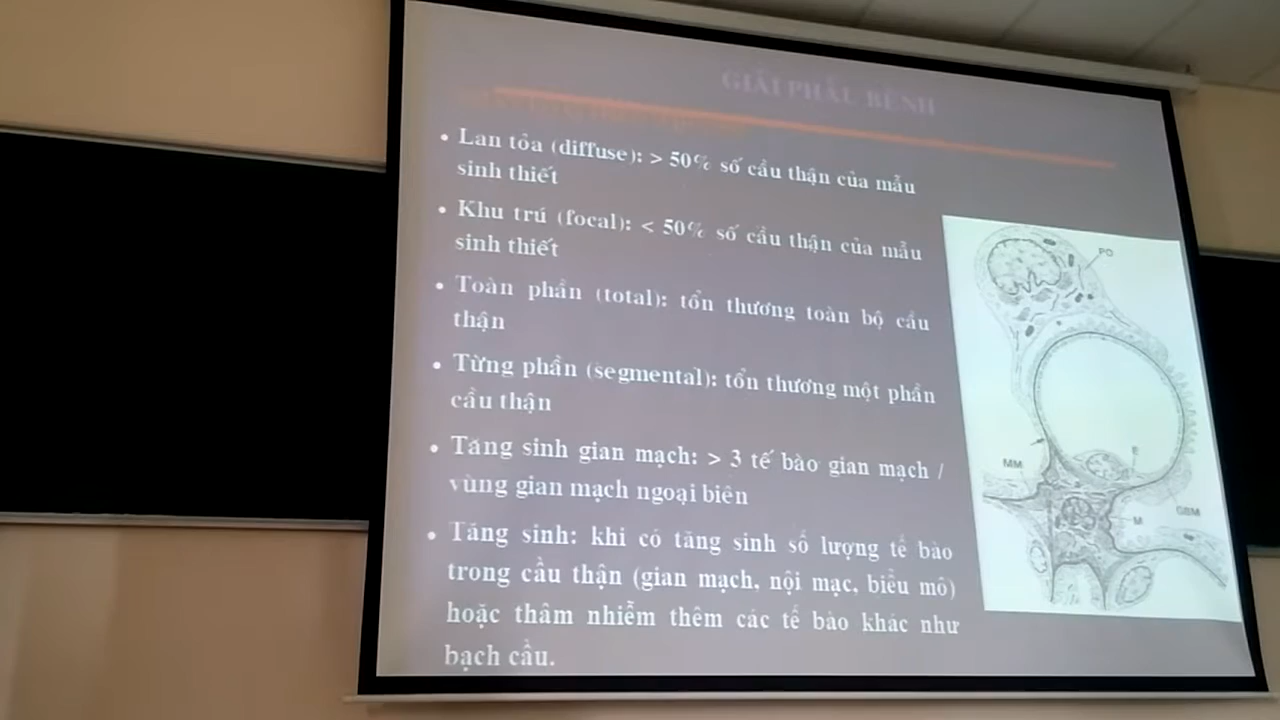 GIẢI PHẪU BỆNH
• Lan tỏa (diffuse): > 50% số cầu thận của mẫu
sinh thiết
• Khu trú (focal): < 50% số cầu thận của mẫu
sinh thiết
• Toàn phần (total): tổn thương toàn bộ cầu
thận
• Từng phần (segmental): tổn thương một phần
cầu thận
• Tăng sinh gian mạch: > 3 tế bào gian mạch /
vùng gian mạch ngoại biên
• Tăng sinh: khi có tăng sinh số lượng tế bào
trong cầu thận (gian mạch, nội mạc, biểu mô)
hoặc thâm nhiễm thêm các tế bào khác như
bạch cầu.
PO
E
MM
GBM
M